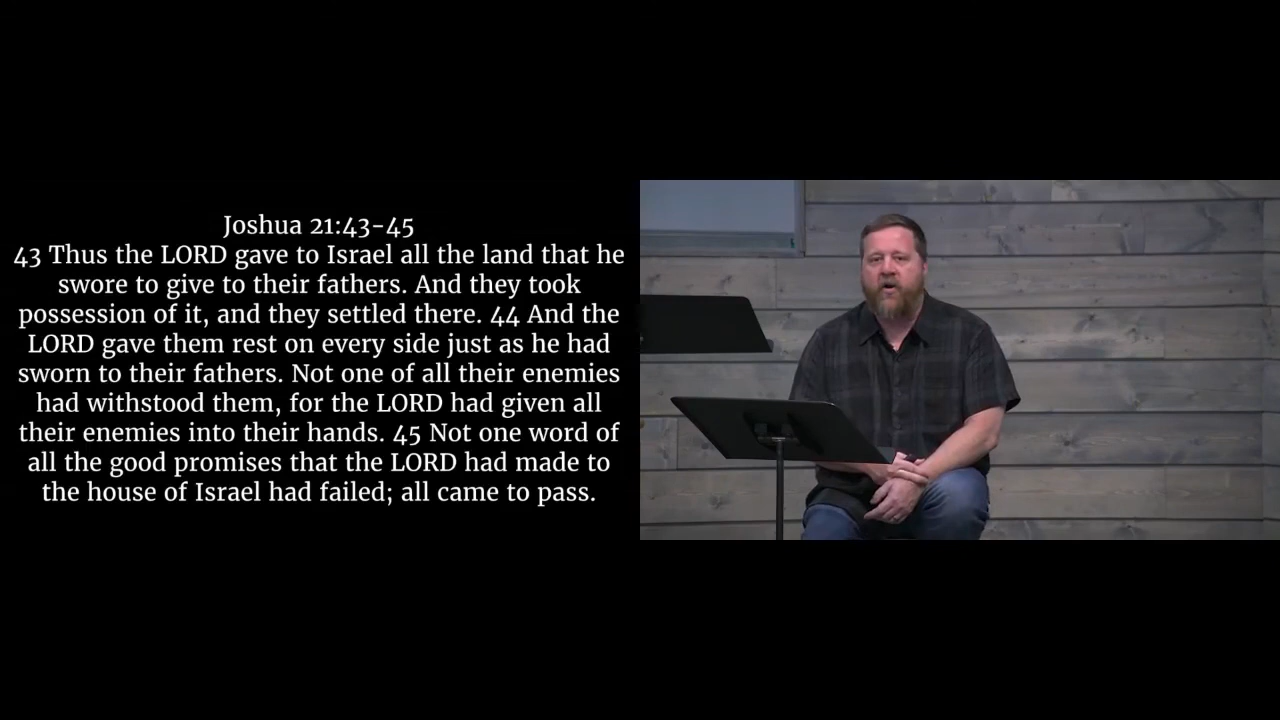 Joshua 21:43-45
43 Thus the LORD gave to Israel all the land that he
swore to give to their fathers. And they took
possession of it, and they settled there. 44 And the
LORD gave them rest on every side just as he had
sworn to their fathers. Not one of all their enemies
had withstood them, for the LORD had given all
their enemies into their hands. 45 Not one word of
all the good promises that the LORD had made to
the house of Israel had failed; all came to pass.